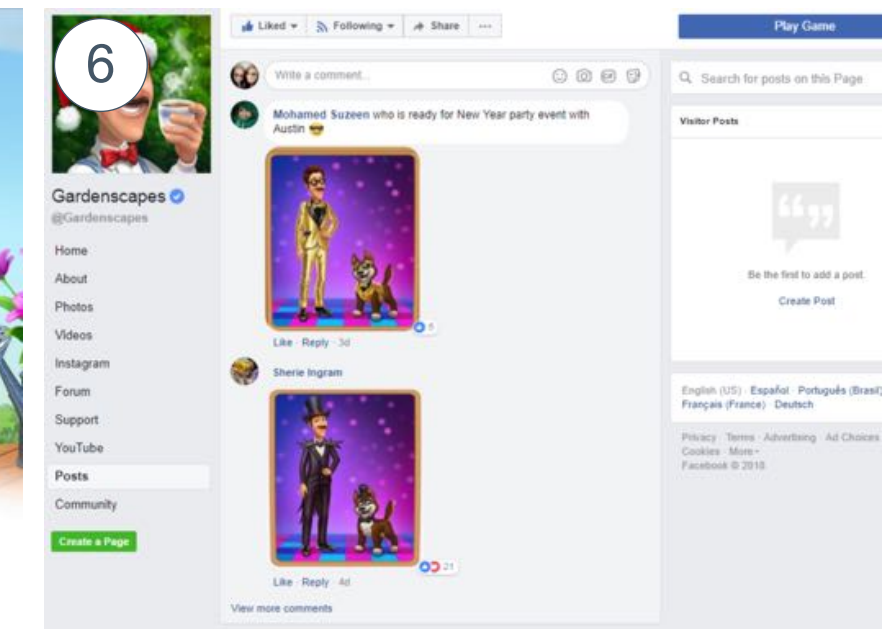 6
Gardenscapes
@Gardenscapes
Home
About
Photos
Videos
Instagram
Forum
Support
YouTube
Posts
Community
Create a Page
Liked Following Share ...
Write a comment...
GIF
Mohamed Suzeen who is ready for New Year party event with
Austin
5
Like · Reply · 3d
Sherie Ingram
21
Like · Reply · 4d
View more comments
Play Game
Search for posts on this Page
Visitor Posts
Be the first to add a post.
Create Post
English (US) · Español · Português (Brasil)
Français (France) · Deutsch
Privacy · Terms · Advertising · Ad Choices
Cookies · More
Facebook © 2018